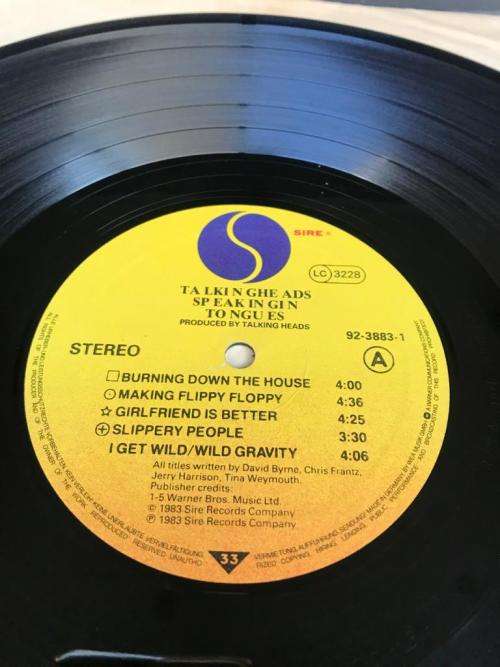 SIRE
LC 3228
TA LKI N GHE ADS
SP EAK IN GI N
TO NGU ES
PRODUCED BY TALKING HEADS
92-3883-1
STEREO
A
BURNING DOWN THE HOUSE 4:00
MAKING FLIPPY FLOPPY 4:36
GIRLFRIEND IS BETTER 4:25
SLIPPERY PEOPLE 3:30
I GET WILD/WILD GRAVITY 4:06
All titles written by David Byrne, Chris Frantz,
Jerry Harrison, Tina Weymouth.
Publisher credits:
1-5 Warner Bros. Music Ltd.
© 1983 Sire Records Company
℗ 1983 Sire Records Company
33